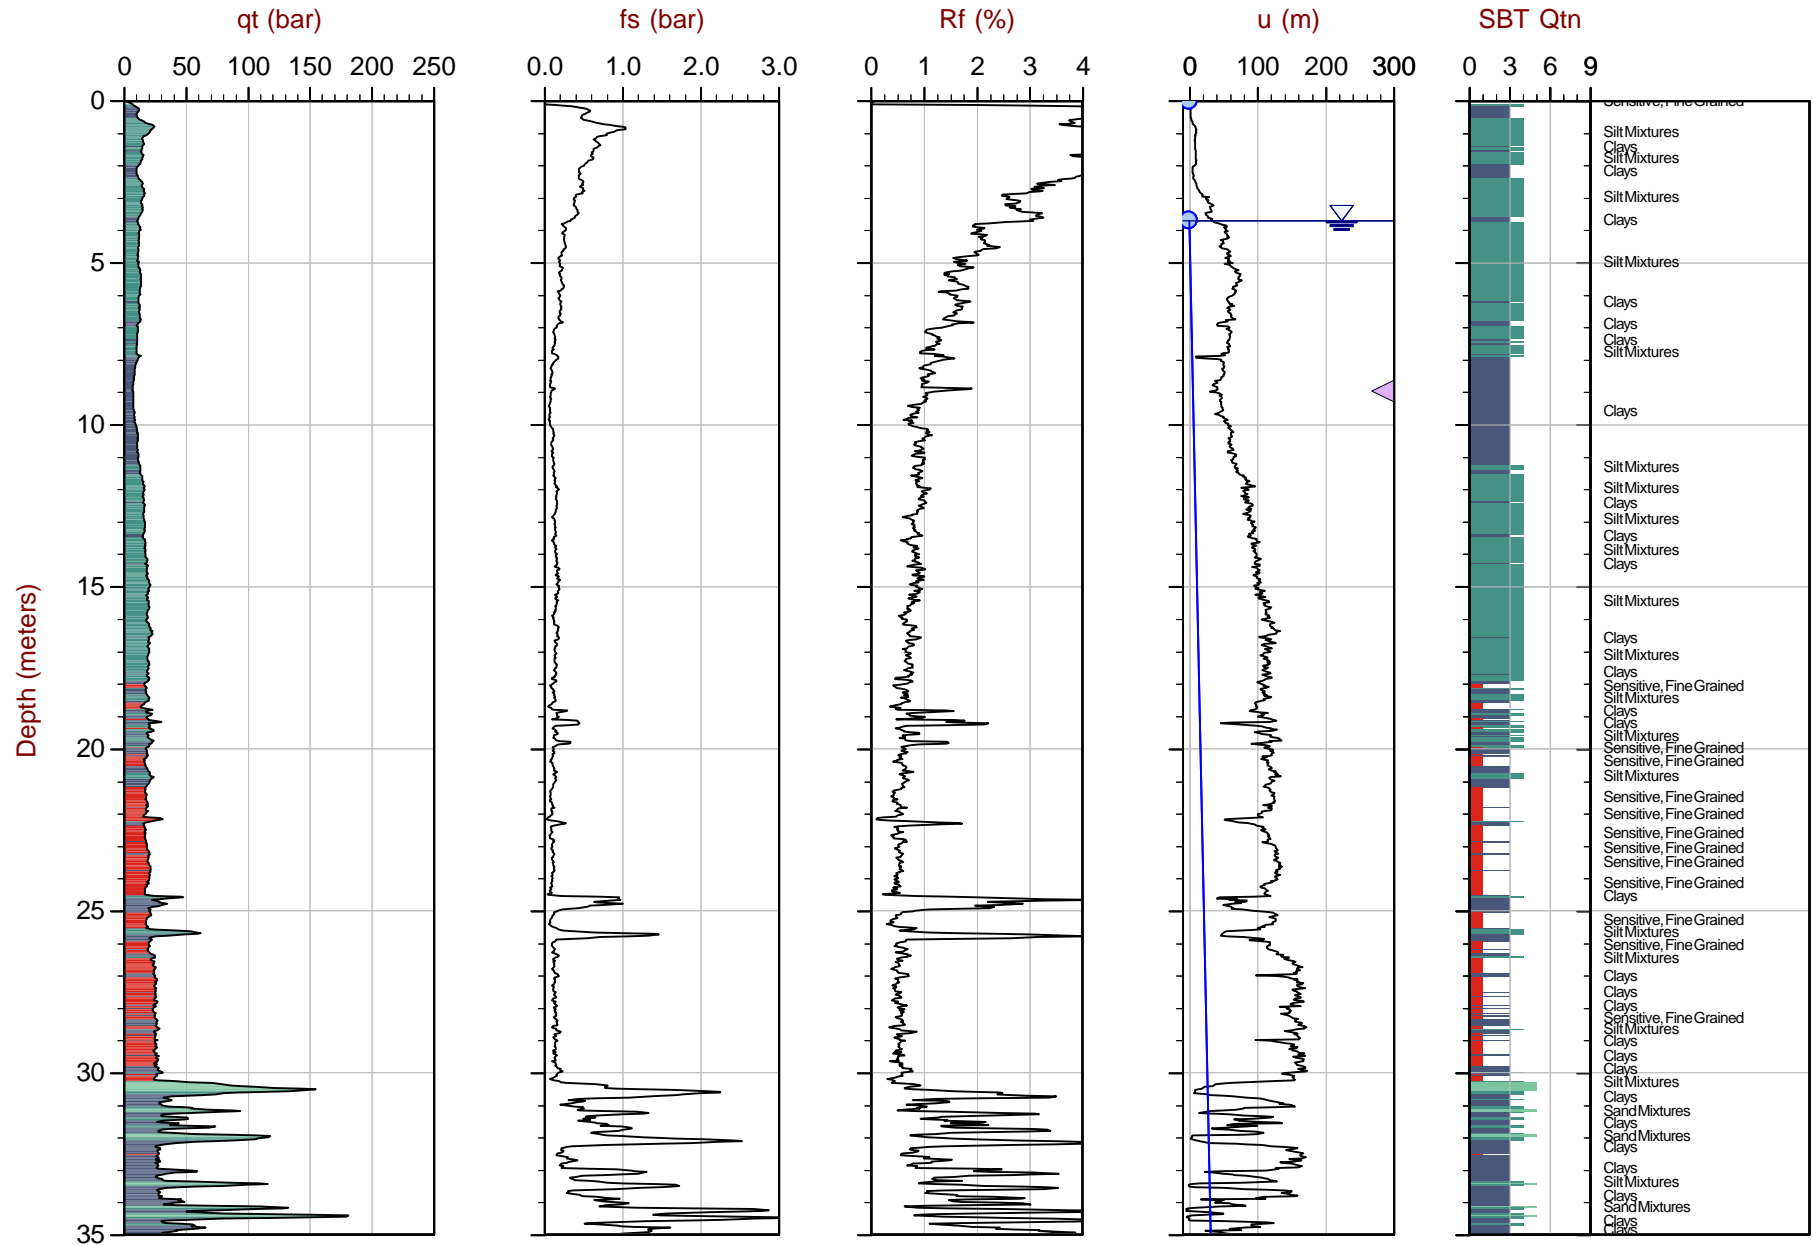 qt (bar) fs (bar) Rf (%) u (m) SBT Qtn
0 50 100 150 200 250 0.0 1.0 2.0 3.0 0 1 2 3 4 0 100 200 300 0 3 6 9
Depth (meters)
0
5
10
15
20
25
30
35
Sensitive, Fine Grained
Silt Mixtures
Clays
Silt Mixtures
Clays
Silt Mixtures
Clays
Silt Mixtures
Clays
Clays
Clays
Silt Mixtures
Clays
Silt Mixtures
Silt Mixtures
Clays
Silt Mixtures
Clays
Silt Mixtures
Clays
Silt Mixtures
Clays
Silt Mixtures
Clays
Sensitive, Fine Grained
Silt Mixtures
Clays
Clays
Silt Mixtures
Sensitive, Fine Grained
Sensitive, Fine Grained
Silt Mixtures
Sensitive, Fine Grained
Sensitive, Fine Grained
Sensitive, Fine Grained
Sensitive, Fine Grained
Sensitive, Fine Grained
Sensitive, Fine Grained
Clays
Sensitive, Fine Grained
Silt Mixtures
Sensitive, Fine Grained
Silt Mixtures
Clays
Clays
Clays
Sensitive, Fine Grained
Silt Mixtures
Clays
Clays
Clays
Silt Mixtures
Clays
Sand Mixtures
Clays
Sand Mixtures
Clays
Clays
Silt Mixtures
Clays
Sand Mixtures
Clays
Clays